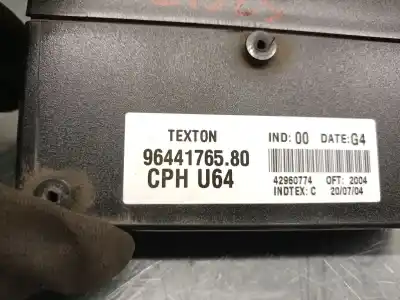 TEXTON
IND: 00 DATE: G4
96441765.80
CPH U64
42960774 OFT: 2004
INDTEX: C 20/07/04